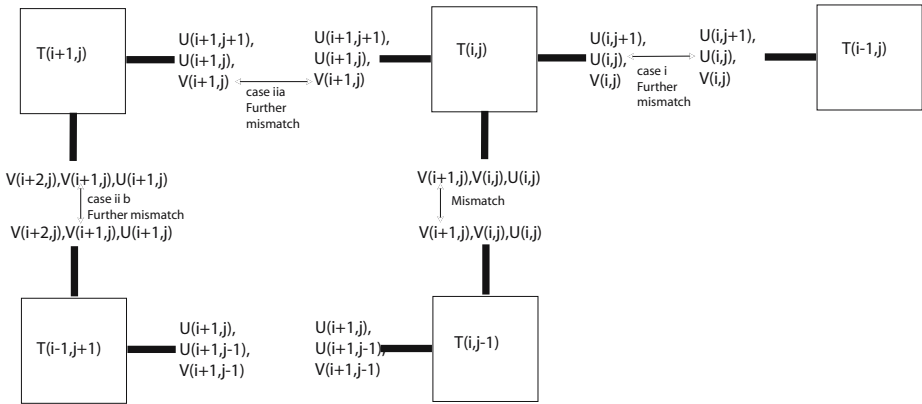 T(i+1,j)
U(i+1,j+1),
U(i+1,j),
V(i+1,j)
case iia
Further
mismatch
U(i+1,j+1),
U(i+1,j),
V(i+1,j)
T(i,j)
U(i,j+1),
U(i,j),
V(i,j)
case i
Further
mismatch
U(i,j+1),
U(i,j),
V(i,j)
T(i-1,j)
V(i+2,j),V(i+1,j),U(i+1,j)
case ii b
Further mismatch
V(i+2,j),V(i+1,j),U(i+1,j)
V(i+1,j),V(i,j),U(i,j)
Mismatch
V(i+1,j),V(i,j),U(i,j)
T(i-1,j+1)
U(i+1,j),
U(i+1,j-1),
V(i+1,j-1)
U(i+1,j),
U(i+1,j-1),
V(i+1,j-1)
T(i,j-1)